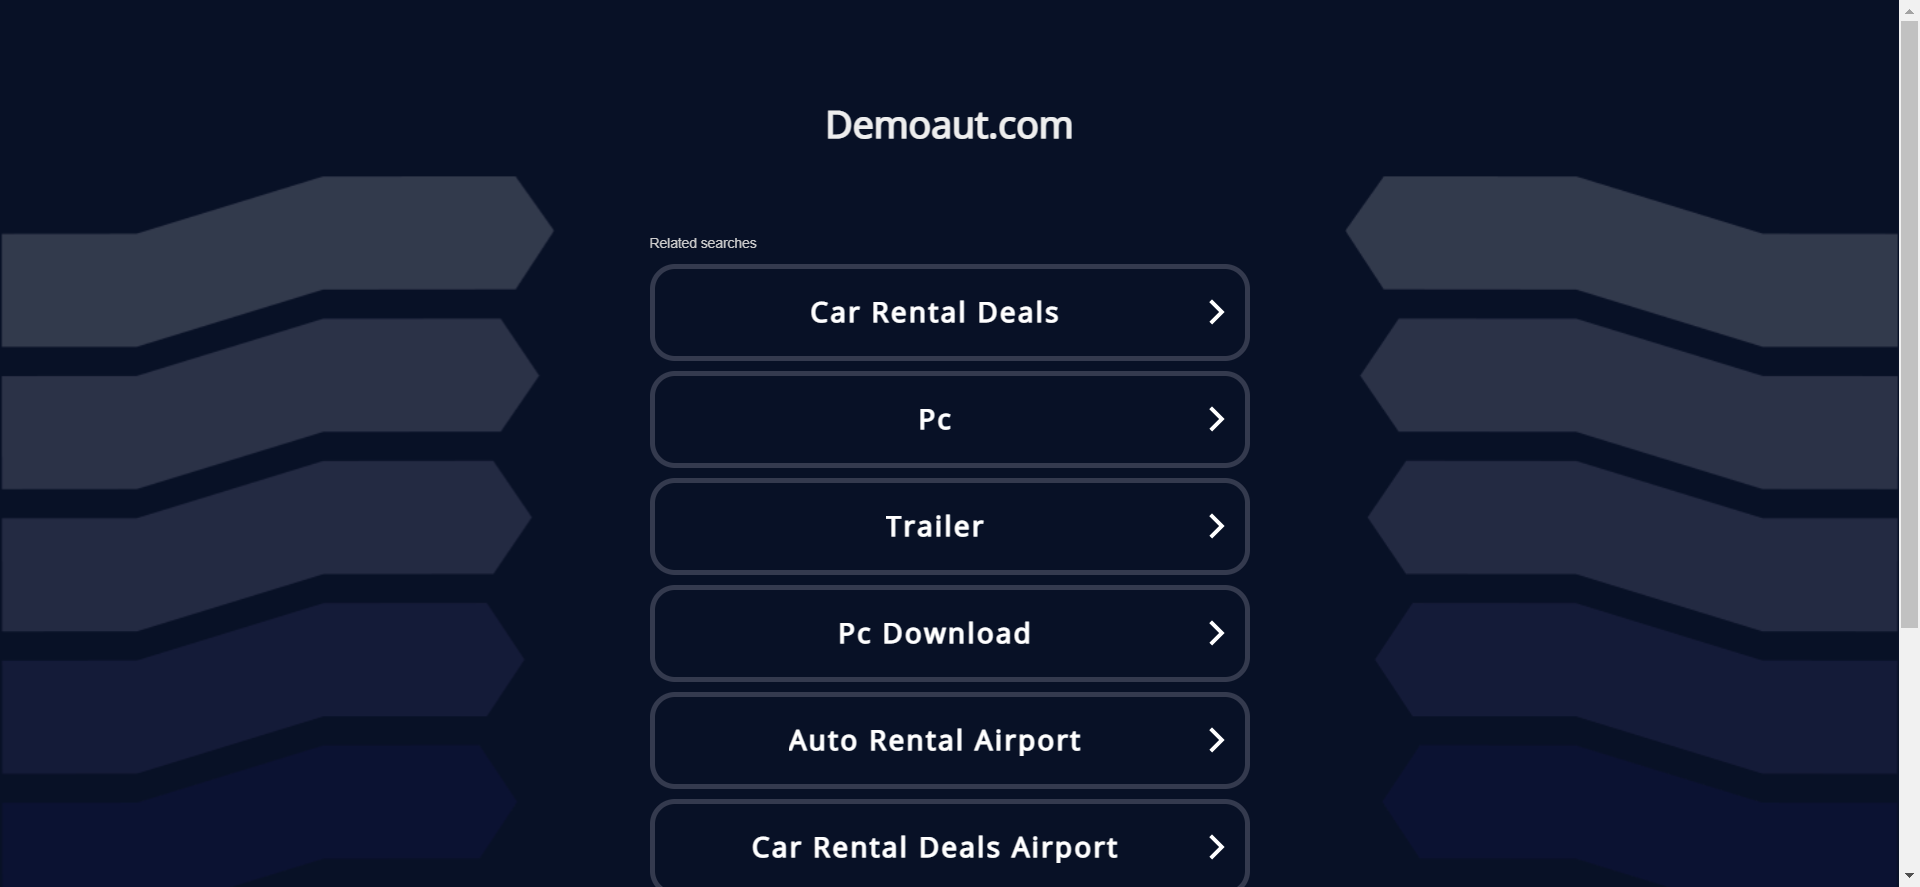 Demoaut.com
Related searches
Car Rental Deals
Pc
Trailer
Pc Download
Auto Rental Airport
Car Rental Deals Airport